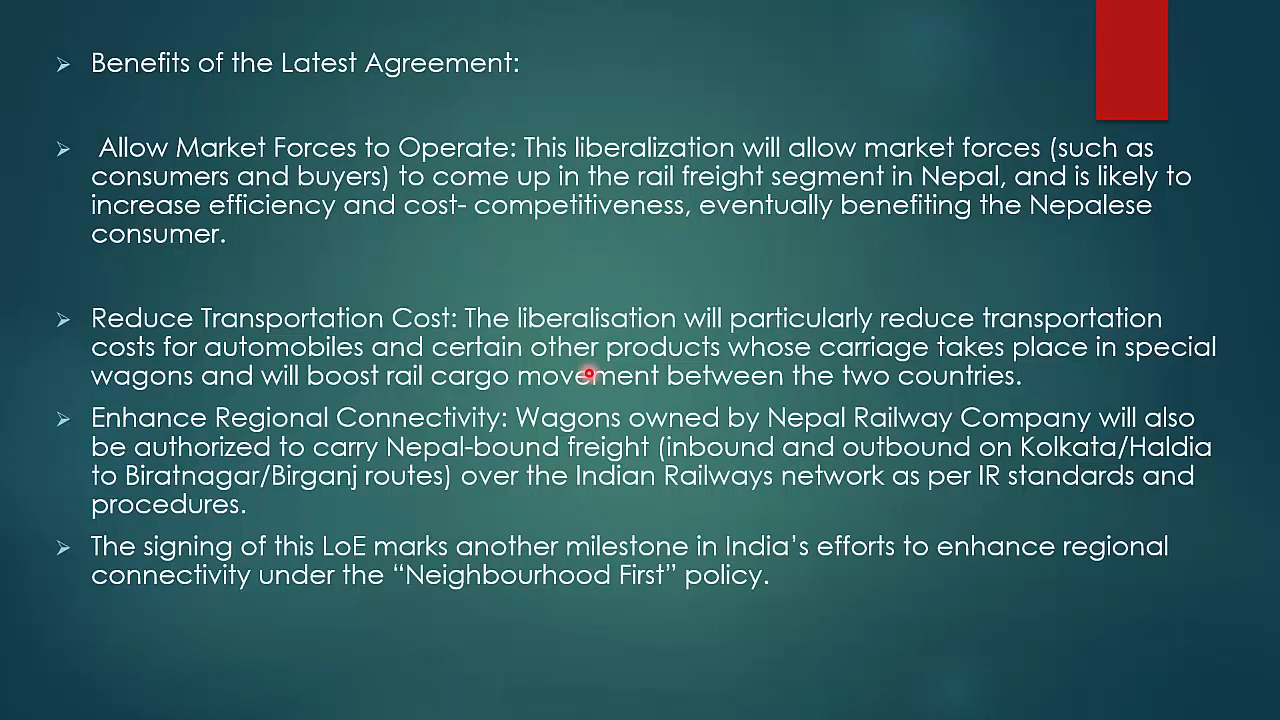 Benefits of the Latest Agreement:
Allow Market Forces to Operate: This liberalization will allow market forces (such as
consumers and buyers) to come up in the rail freight segment in Nepal, and is likely to
increase efficiency and cost- competitiveness, eventually benefiting the Nepalese
consumer.
Reduce Transportation Cost: The liberalisation will particularly reduce transportation
costs for automobiles and certain other products whose carriage takes place in special
wagons and will boost rail cargo movement between the two countries.
Enhance Regional Connectivity: Wagons owned by Nepal Railway Company will also
be authorized to carry Nepal-bound freight (inbound and outbound on Kolkata/Haldia
to Biratnagar/Birganj routes) over the Indian Railways network as per IR standards and
procedures.
The signing of this LoE marks another milestone in India’s efforts to enhance regional
connectivity under the “Neighbourhood First” policy.